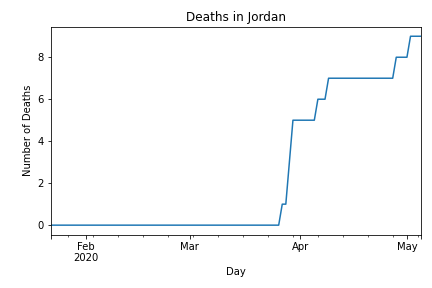 Deaths in Jordan
Number of Deaths
8
6
4
2
0
Feb
2020
Mar
Apr
May
Day